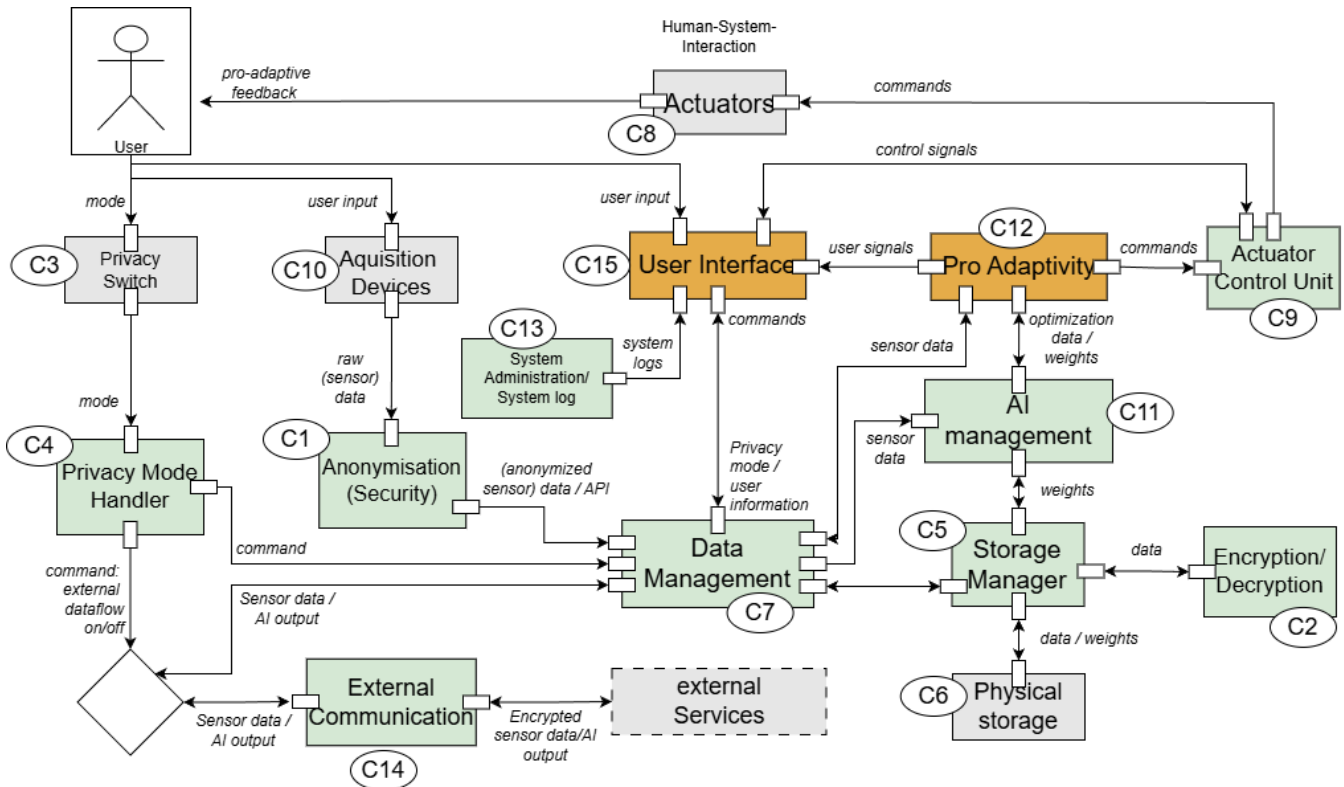 Human-System-
Interaction
pro-adaptive
feedback
Actuators
commands
C8
User
control signals
mode
user input
user input
C12
C3
Privacy
Switch
C10
Aquisition
Devices
C15
User Interface
user signals
Pro Adaptivity
commands
Actuator
Control Unit
C9
C13
System
Administration/
System log
system
logs
commands
sensor data
optimization
data /
weights
raw
(sensor)
data
mode
AI
management
C11
C4
Privacy Mode
Handler
C1
Anonymisation
(Security)
(anonymized
sensor) data / API
Privacy
mode /
user
information
sensor
data
weights
C5
Storage
Manager
data
Encryption/
Decryption
C2
Data
Management
C7
command
command:
external
dataflow
on/off
Sensor data /
AI output
data / weights
C6
Physical
storage
External
Communication
C14
external
Services
Sensor data /
AI output
Encrypted
sensor data/AI
output